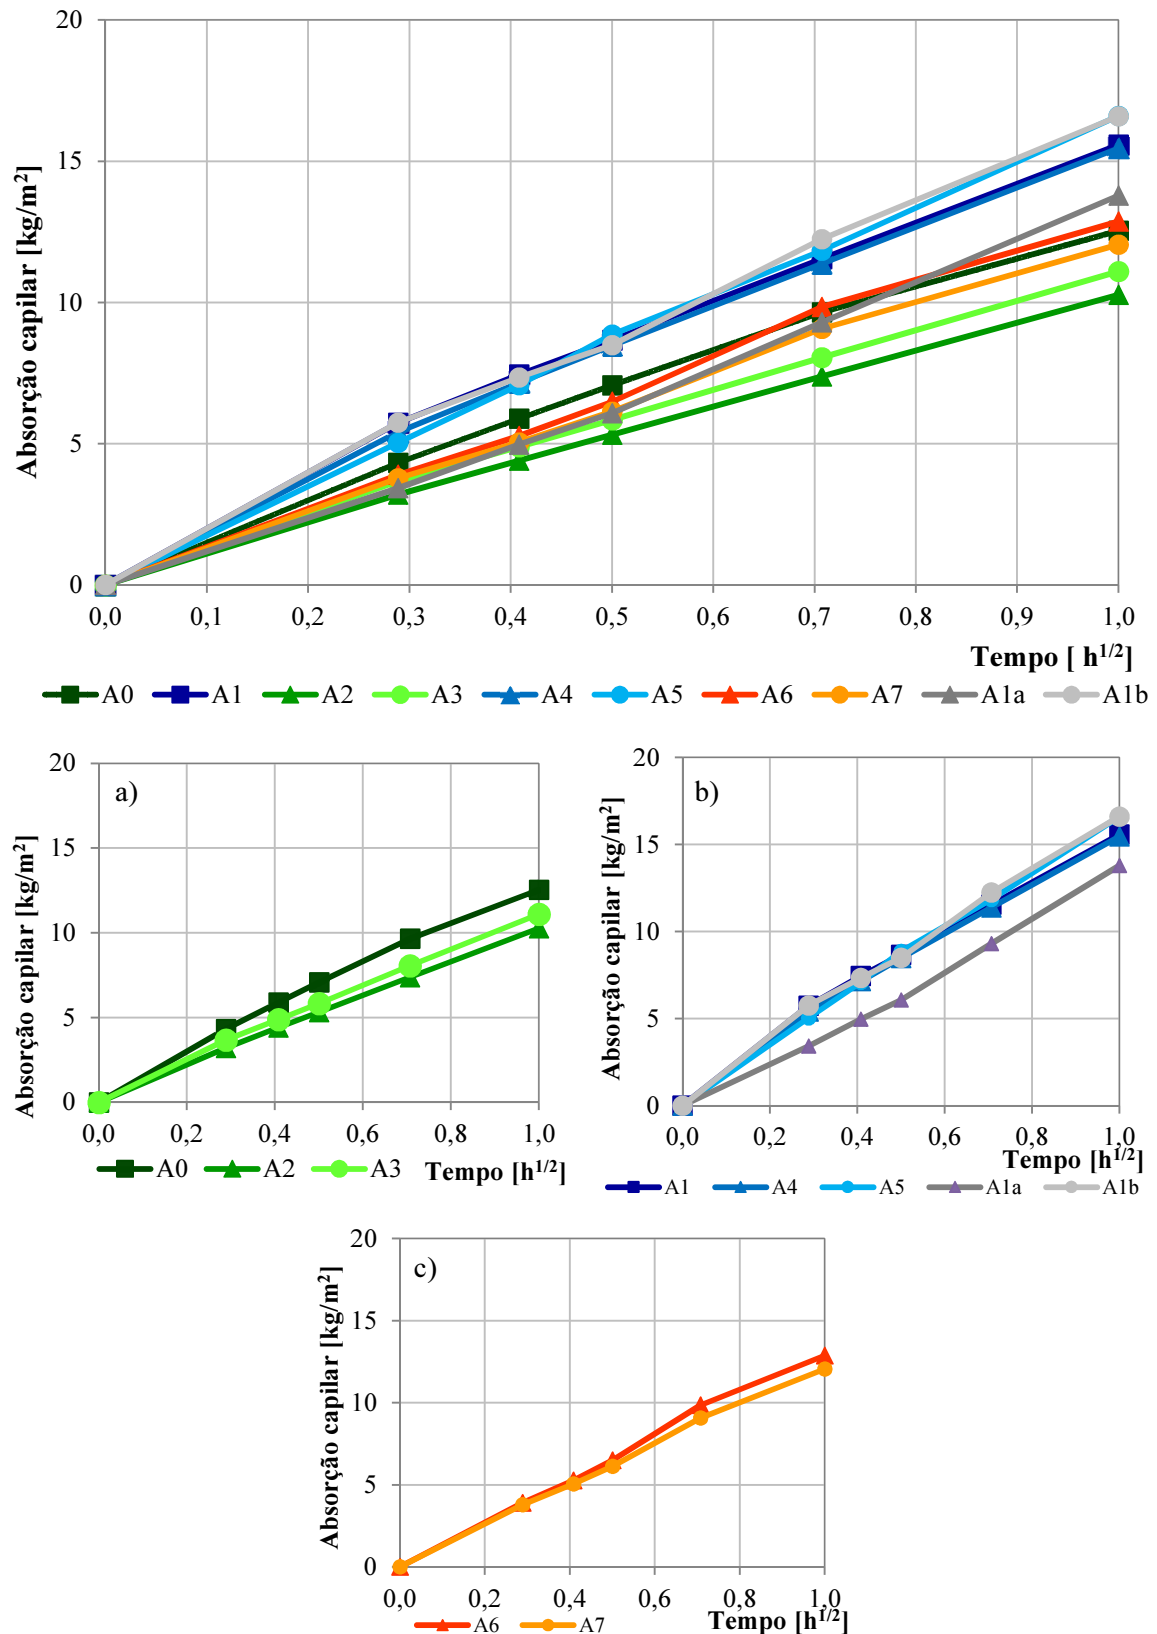 Absorção capilar [kg/m²]
20
15
10
5
0
0,0 0,1 0,2 0,3 0,4 0,5 0,6 0,7 0,8 0,9 1,0
Tempo [ h^1/2]
A0 A1 A2 A3 A4 A5 A6 A7 A1a A1b
a)
Absorção capilar [kg/m²]
20
15
10
5
0
0,0 0,2 0,4 0,6 0,8 1,0
Tempo [h^1/2]
A0 A2 A3
b)
Absorção capilar [kg/m²]
20
15
10
5
0
0,0 0,2 0,4 0,6 0,8 1,0
Tempo [h^1/2]
A1 A4 A5 A1a A1b
c)
Absorção capilar [kg/m²]
20
15
10
5
0
0,0 0,2 0,4 0,6 0,8 1,0
Tempo [h^1/2]
A6 A7